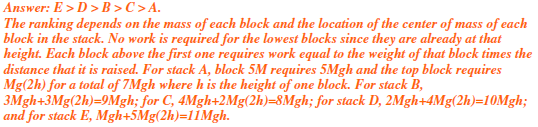 Answer: E > D > B > C > A.
The ranking depends on the mass of each block and the location of the center of mass of each
block in the stack. No work is required for the lowest blocks since they are already at that
height. Each block above the first one requires work equal to the weight of that block times the
distance that it is raised. For stack A, block 5M requires 5Mgh and the top block requires
Mg(2h) for a total of 7Mgh where h is the height of one block. For stack B,
3Mgh+3Mg(2h)=9Mgh; for C, 4Mgh+2Mg(2h)=8Mgh; for stack D, 2Mgh+4Mg(2h)=10Mgh;
and for stack E, Mgh+5Mg(2h)=11Mgh.